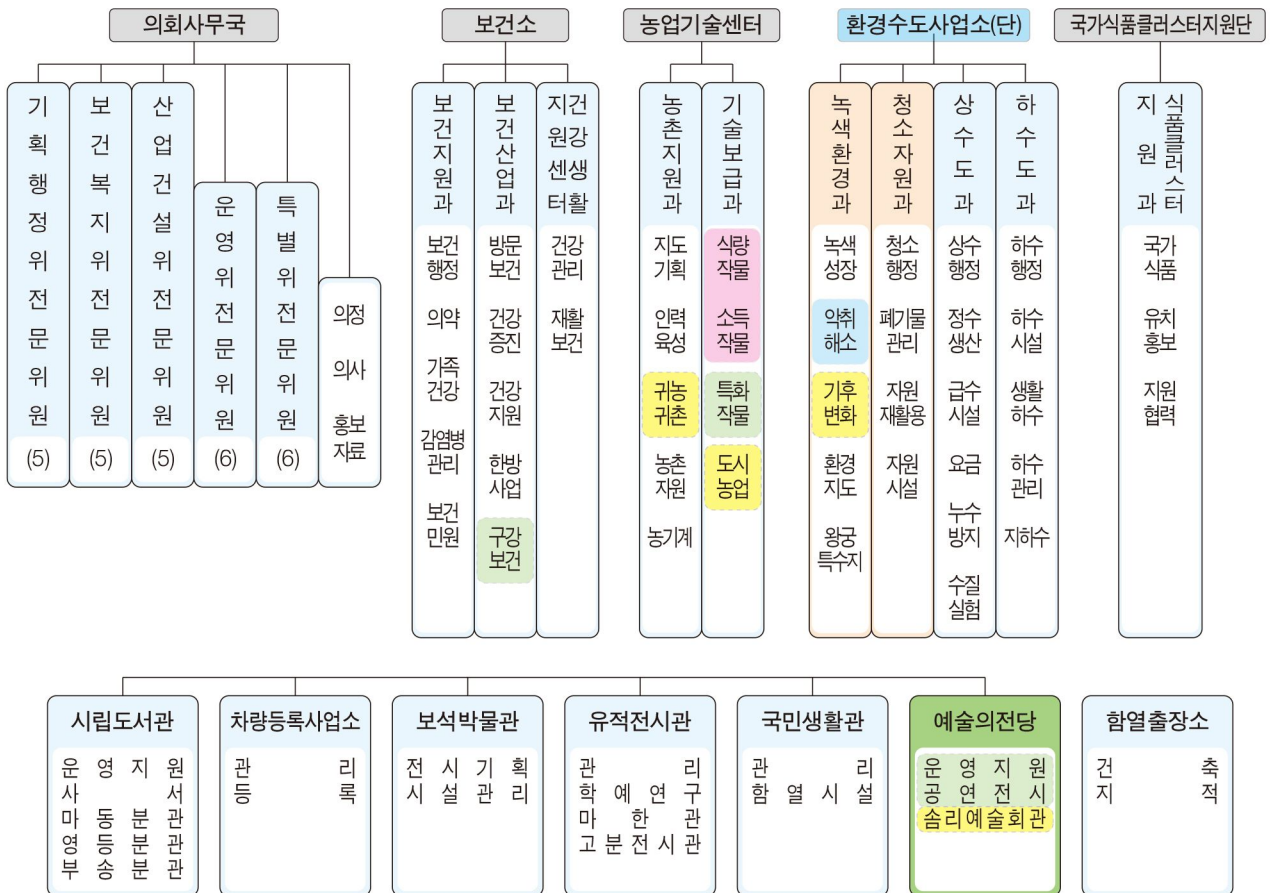 의회사무국
기획행정위전문위원
(5)
보건복지위전문위원
(5)
산업건설위전문위원
(5)
운영위전문위원
(6)
특별위전문위원
(6)
의정
의사
홍보
자료
보건소
보건지원과
보건
행정
의약
가족
건강
감염병
관리
보건
민원
보건산업과
방문
보건
건강
증진
건강
지원
한방
사업
구강
보건
건강생활
지원센터
건강
관리
재활
보건
농업기술센터
농촌지원과
지도
기획
인력
육성
귀농
귀촌
농촌
자원
농기계
기술보급과
식량
작물
소득
작물
특화
작물
도시
농업
환경수도사업소(단)
녹색환경과
녹색
성장
악취
해소
기후
변화
환경
지도
왕궁
특수지
청소자원과
청소
행정
폐기물
관리
자원
재활용
자원
시설
상수도과
상수
행정
정수
생산
급수
시설
요금
누수
방지
수질
실험
하수도과
하수
행정
하수
시설
생활
하수
하수
관리
지하수
국가식품클러스터지원단
식품클러스터
지원과
국가
식품
유치
홍보
지원
협력
시립도서관
운영지원
사서
마동분관
영등분관
부송분관
차량등록사업소
관리
등록
보석박물관
전시기획
시설관리
유적전시관
관리
학예연구
마한관
고분전시관
국민생활관
관리
함열시설
예술의전당
운영지원
공연전시
솜리예술회관
함열출장소
건축
지적